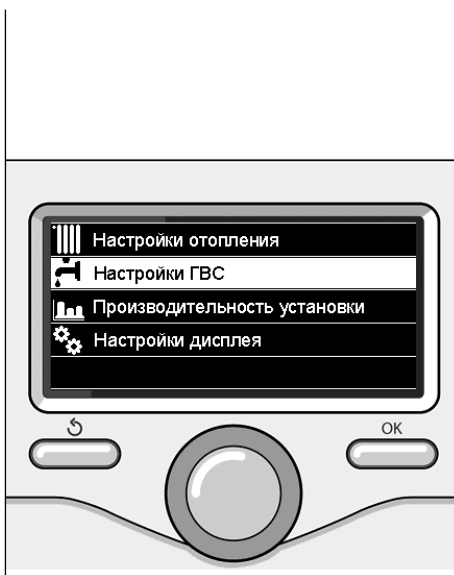 Настройки отопления
Настройки ГВС
Производительность установки
Настройки дисплея
OK